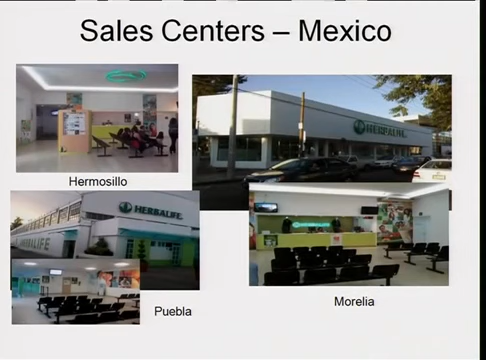 Sales Centers – Mexico
HERBALIFE
Hermosillo
HERBALIFE
HERBALIFE
Puebla
Morelia